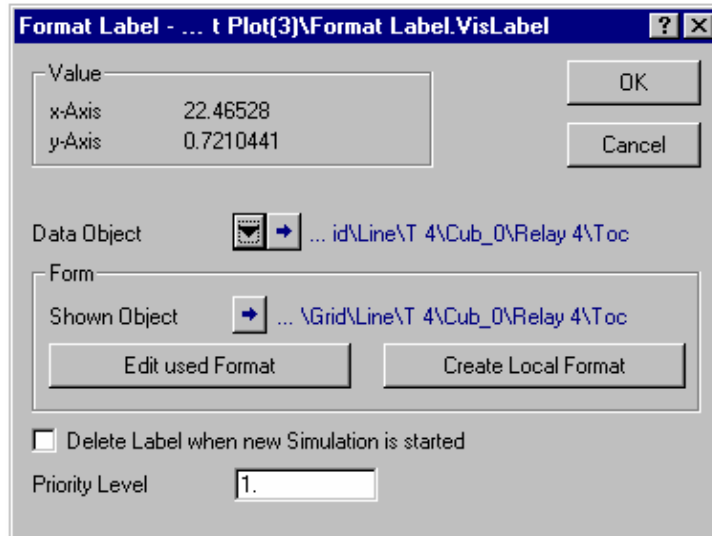 Format Label - ... t Plot(3)\Format Label.VisLabel
Value
x-Axis 22.46528
y-Axis 0.7210441
OK
Cancel
Data Object ... id\Line\T 4\Cub_0\Relay 4\Toc
Form
Shown Object ... \Grid\Line\T 4\Cub_0\Relay 4\Toc
Edit used Format Create Local Format
Delete Label when new Simulation is started
Priority Level 1.